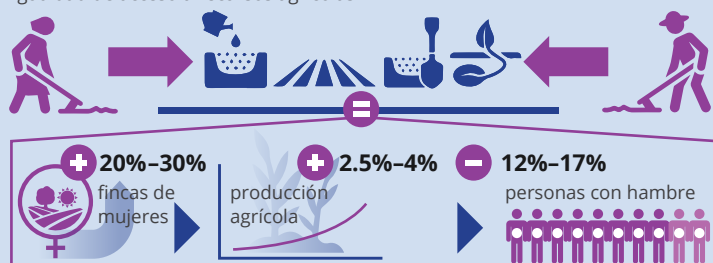 20%–30%
fincas de
mujeres
2.5%–4%
producción
agrícola
12%–17%
personas con hambre